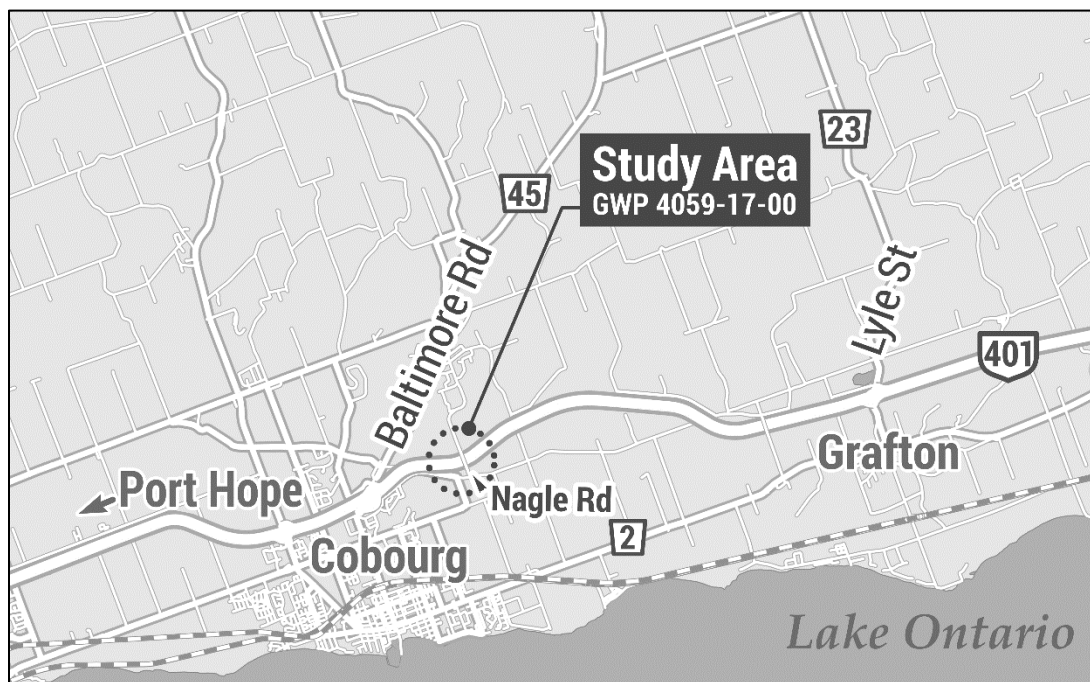 23
Study Area
GWP 4059-17-00
45
Baltimore Rd
Lyle St
401
Grafton
Port Hope
Nagle Rd
2
Cobourg
Lake Ontario